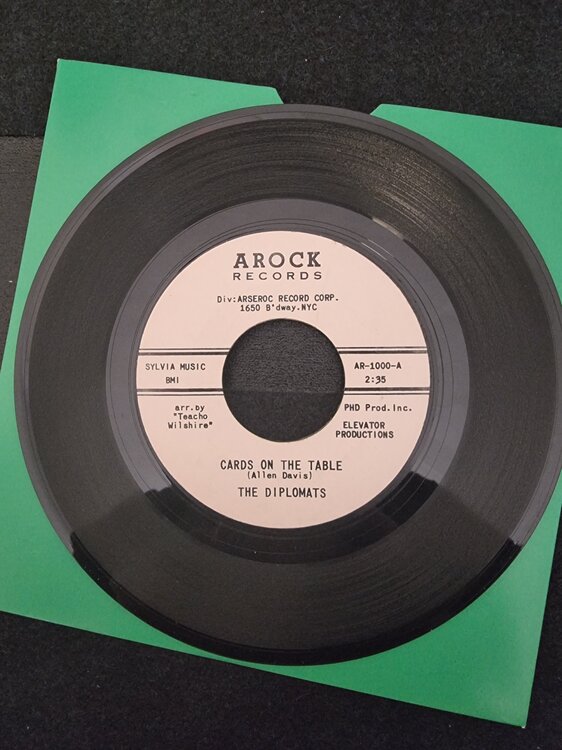 AROCK
RECORDS
Div:ARSEROC RECORD CORP.
1650 B'dway.NYC
SYLVIA MUSIC
BMI
AR-1000-A
2:35
arr.by
"Teacho
Wilshire"
PHD Prod.Inc.
ELEVATOR
PRODUCTIONS
CARDS ON THE TABLE
(Allen Davis)
THE DIPLOMATS